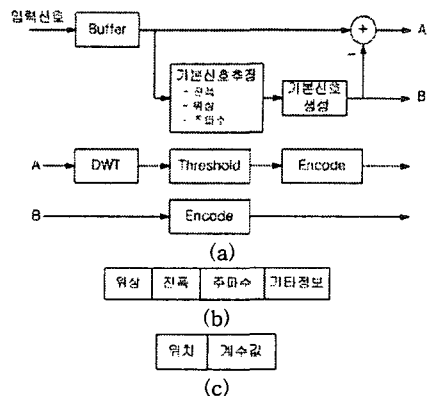 입력신호
Buffer
+
A
-
기본신호추정
- 진폭
- 위상
- 주파수
기본신호
생성
B
A
DWT
Threshold
Encode
B
Encode
(a)
위상 진폭 주파수 기타정보
(b)
위치 계수값
(c)